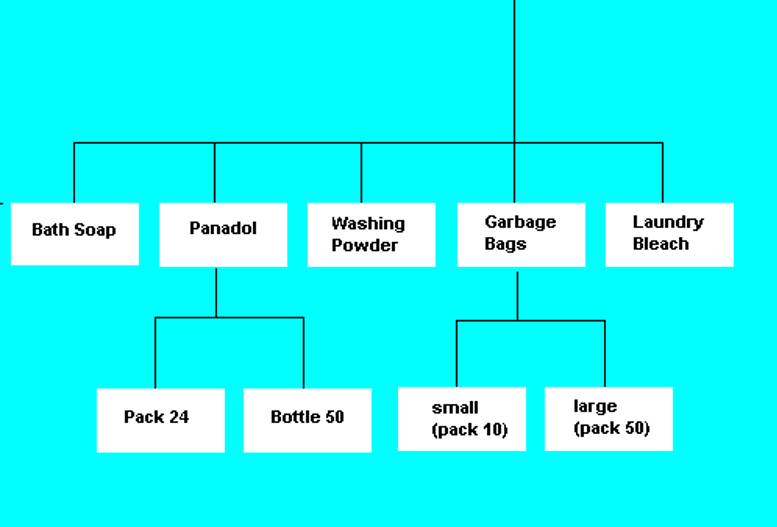 Bath Soap
Panadol
Washing
Powder
Garbage
Bags
Laundry
Bleach
Pack 24
Bottle 50
small
(pack 10)
large
(pack 50)